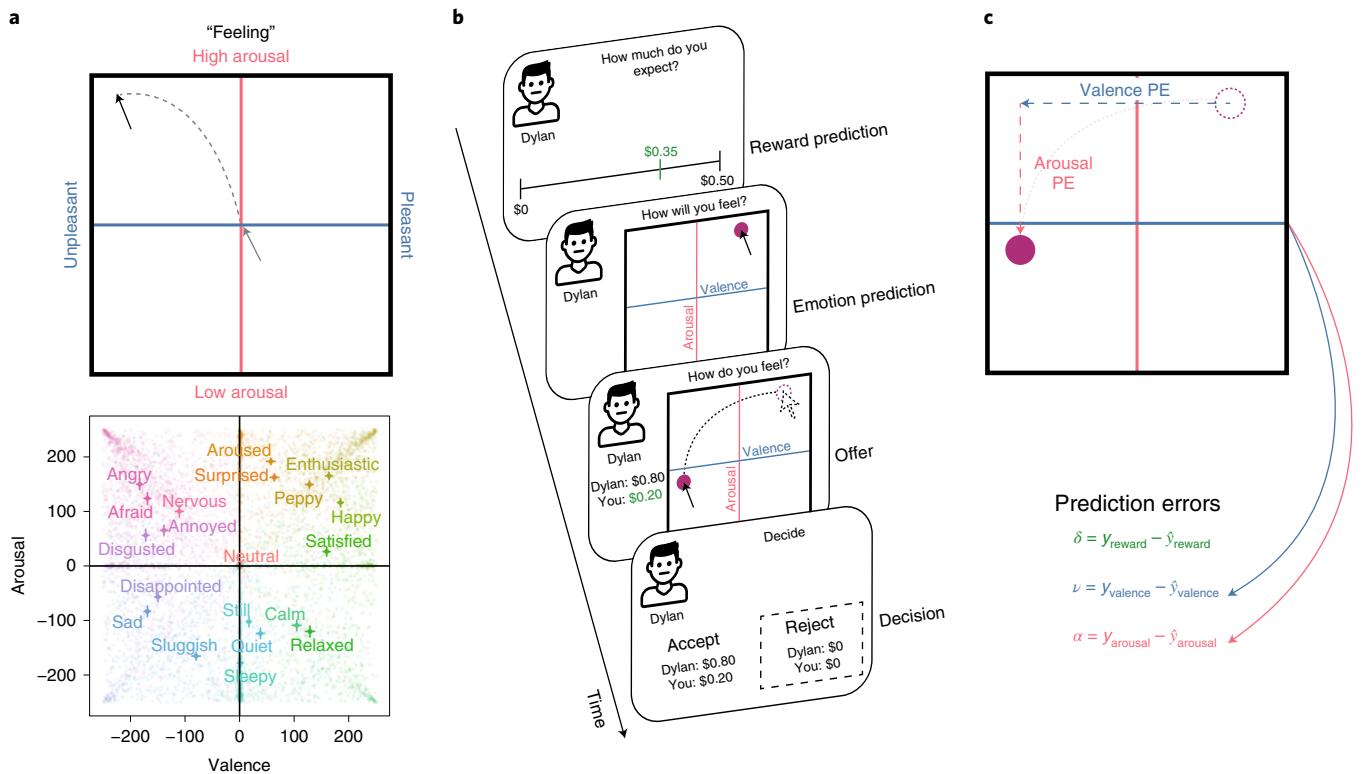 a
“Feeling”
High arousal
Unpleasant
Pleasant
Low arousal
Arousal
200
100
0
−100
−200
Aroused
Enthusiastic
Angry
Surprised
Peppy
Afraid
Nervous
Happy
Annoyed
Disgusted
Satisfied
Neutral
Disappointed
Sad
Still
Calm
Sluggish
Quiet
Relaxed
Sleepy
−200
−100
0
100
200
Valence
b
How much do you
expect?
Dylan
$0.35
$0
$0.50
Reward prediction
How will you feel?
Dylan
Valence
Arousal
Emotion prediction
How do you feel?
Dylan
Dylan: $0.80
You: $0.20
Valence
Arousal
Offer
Decide
Dylan
Accept
Dylan: $0.80
You: $0.20
Reject
Dylan: $0
You: $0
Decision
Time
c
Valence PE
Arousal
PE
Prediction errors
δ = y_reward − ŷ_reward
ν = y_valence − ŷ_valence
α = y_arousal − ŷ_arousal